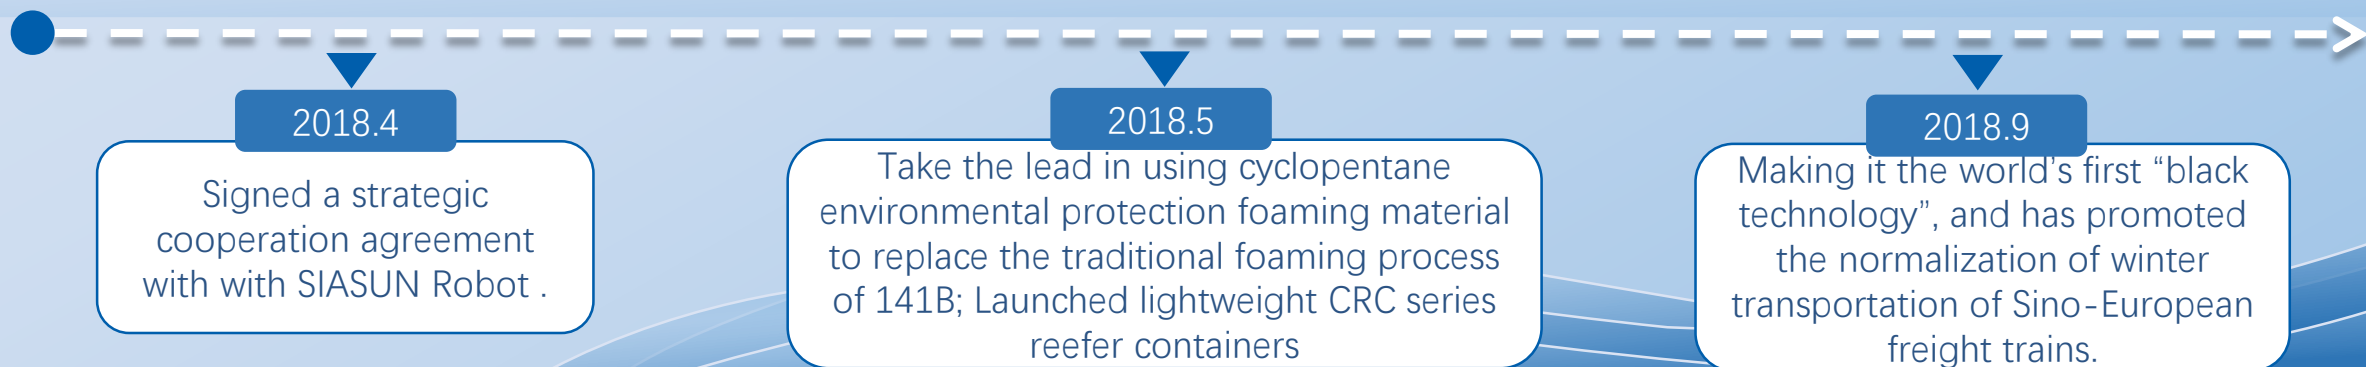 2018.4
Signed a strategic
cooperation agreement
with with SIASUN Robot .
2018.5
Take the lead in using cyclopentane
environmental protection foaming material
to replace the traditional foaming process
of 141B; Launched lightweight CRC series
reefer containers
2018.9
Making it the world's first “black
technology”, and has promoted
the normalization of winter
transportation of Sino-European
freight trains.